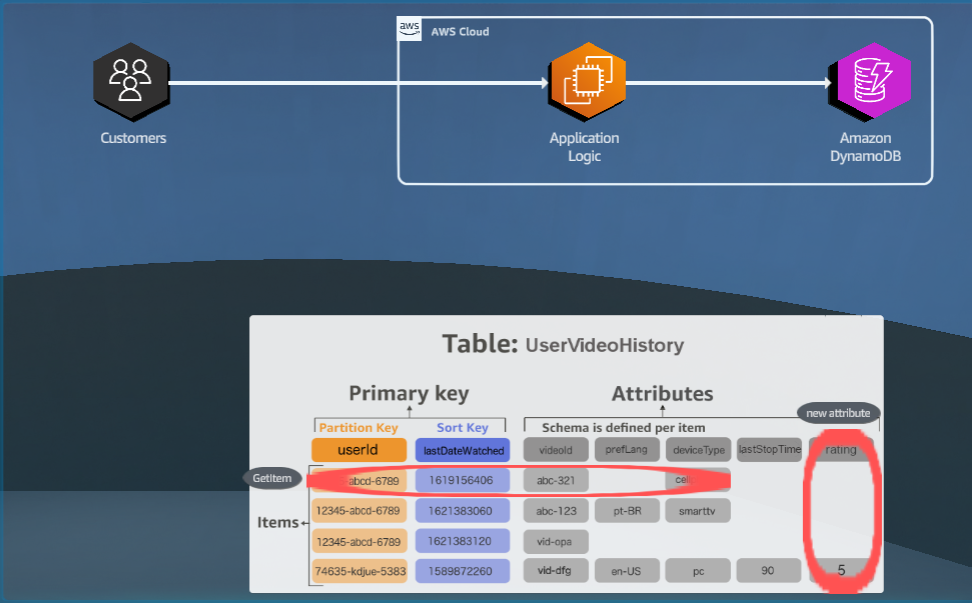 aws
AWS Cloud
Customers
Application
Logic
Amazon
DynamoDB
Table: UserVideoHistory
Primary key
Attributes
new attribute
Partition Key
Sort Key
Schema is defined per item
userId
lastDateWatched
videoId
prefLang
deviceType
lastStopTime
rating
GetItem
abcd-6789
1619156406
abc-321
Items
12345-abcd-6789
1621383060
abc-123
pt-BR
smarttv
12345-abcd-6789
1621383120
vid-opa
74635-kdjue-5383
1589872260
vid-dfg
en-US
pc
90
5